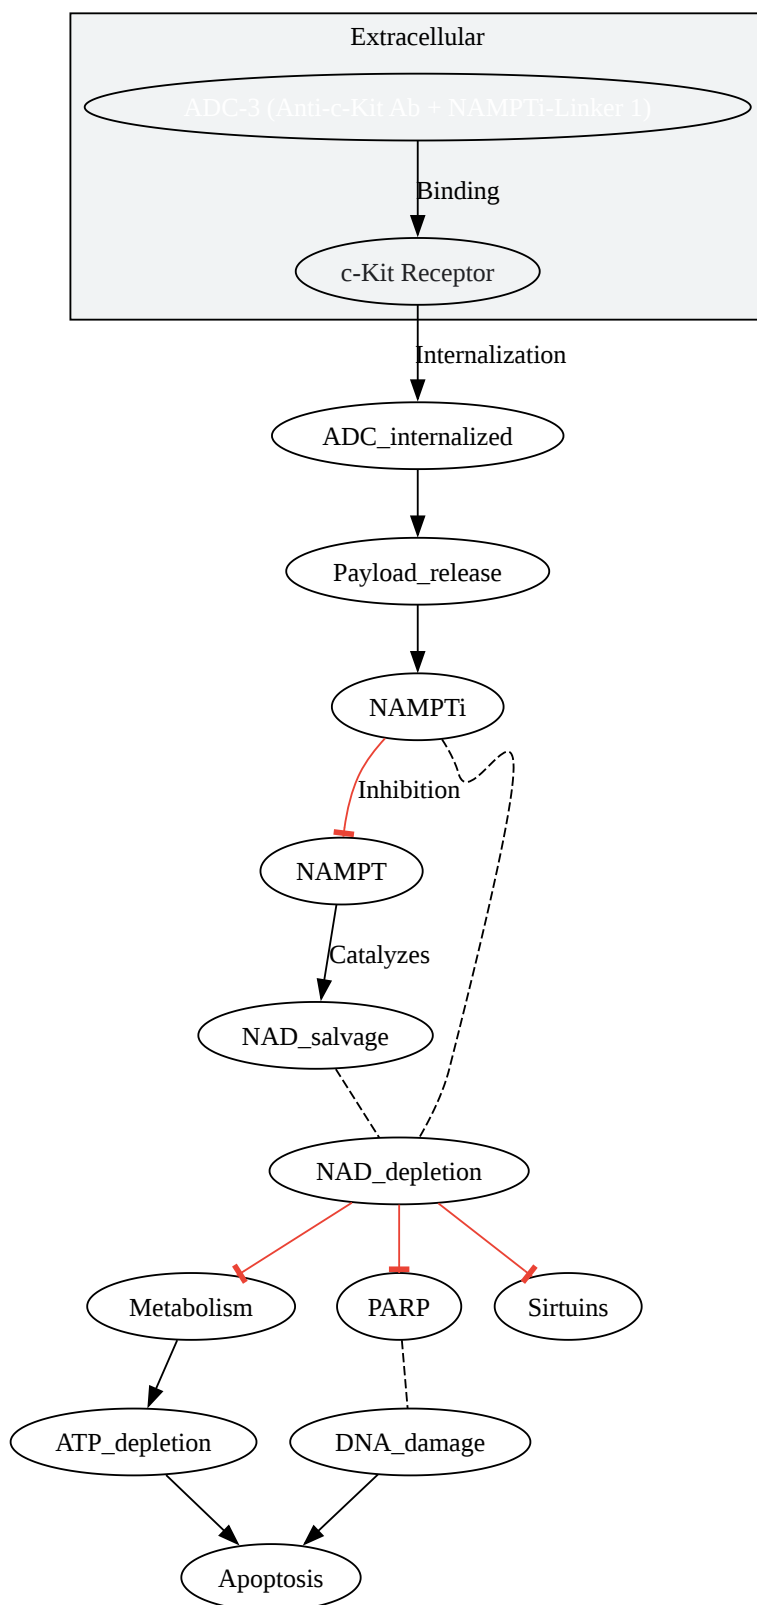 Extracellular
ADC-3 (Anti-c-Kit Ab + NAMPTi-Linker 1)
Binding
c-Kit Receptor
Internalization
ADC_internalized
Payload_release
NAMPTi
Inhibition
NAMPT
Catalyzes
NAD_salvage
NAD_depletion
Metabolism
PARP
Sirtuins
ATP_depletion
DNA_damage
Apoptosis